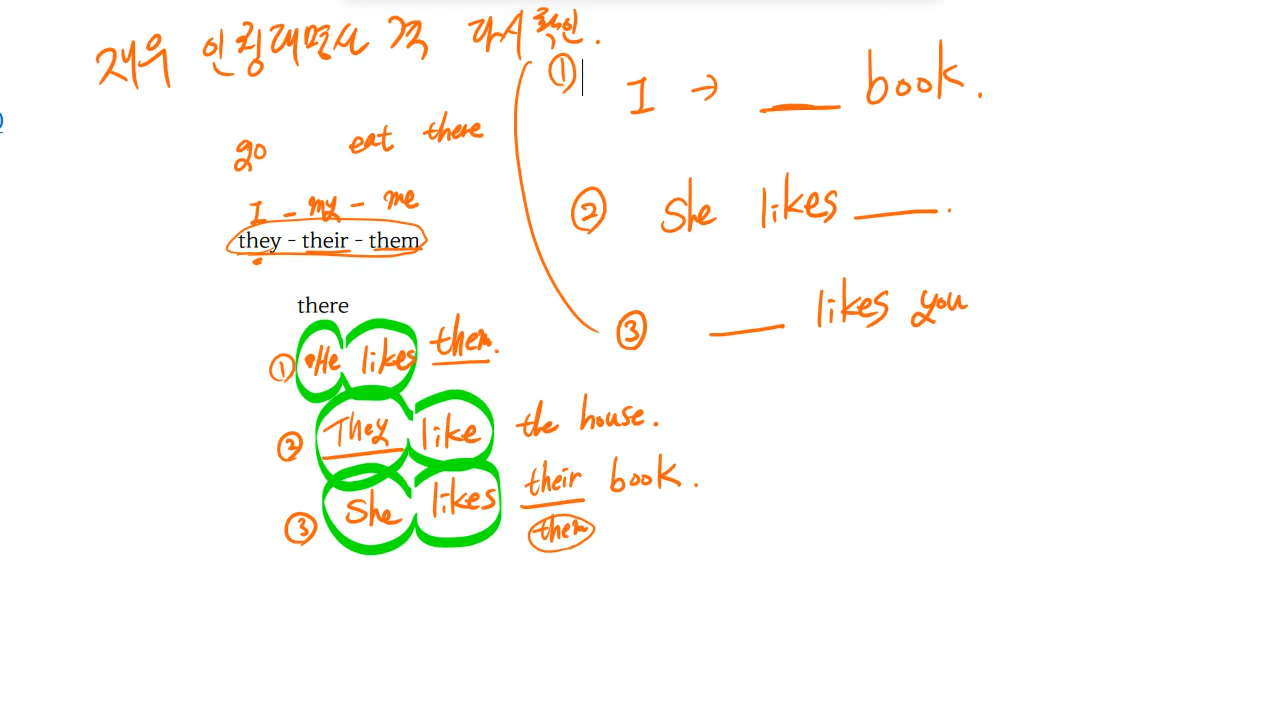 재우 인칭대명사 격 다시 확인.
go eat there
I - my - me
they - their - them
there
① He likes them.
② They like the house.
③ She likes their book.
them
① I → ___ book.
② She likes ___.
③ ___ likes you